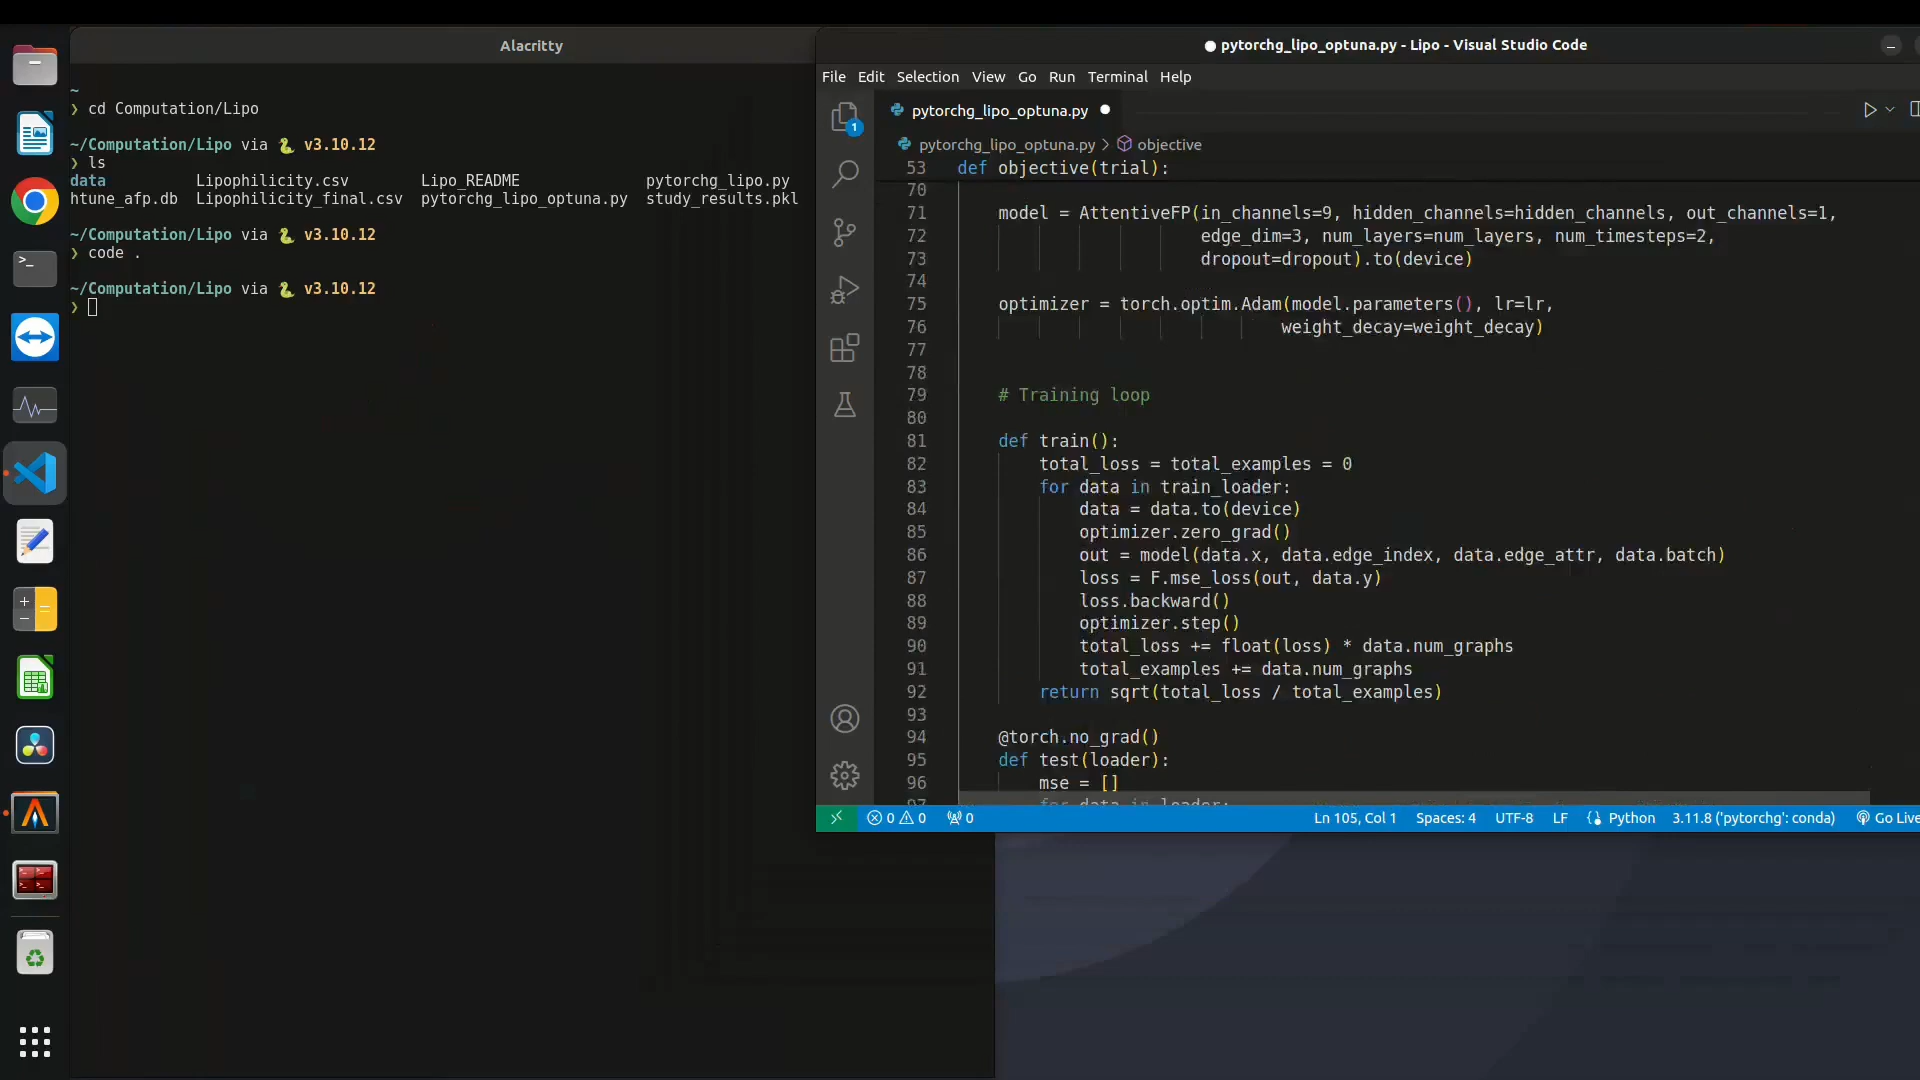 Alacritty
~
❯ cd Computation/Lipo
~/Computation/Lipo via 🐍 v3.10.12
❯ ls
data Lipophilicity.csv Lipo_README pytorchg_lipo.py
htune_afp.db Lipophilicity_final.csv pytorchg_lipo_optuna.py study_results.pkl
~/Computation/Lipo via 🐍 v3.10.12
❯ code .
~/Computation/Lipo via 🐍 v3.10.12
❯
● pytorchg_lipo_optuna.py - Lipo - Visual Studio Code
File Edit Selection View Go Run Terminal Help
1
pytorchg_lipo_optuna.py ●
pytorchg_lipo_optuna.py > objective
53 def objective(trial):
70
71 model = AttentiveFP(in_channels=9, hidden_channels=hidden_channels, out_channels=1,
72 edge_dim=3, num_layers=num_layers, num_timesteps=2,
73 dropout=dropout).to(device)
74
75 optimizer = torch.optim.Adam(model.parameters(), lr=lr,
76 weight_decay=weight_decay)
77
78
79 # Training loop
80
81 def train():
82 total_loss = total_examples = 0
83 for data in train_loader:
84 data = data.to(device)
85 optimizer.zero_grad()
86 out = model(data.x, data.edge_index, data.edge_attr, data.batch)
87 loss = F.mse_loss(out, data.y)
88 loss.backward()
89 optimizer.step()
90 total_loss += float(loss) * data.num_graphs
91 total_examples += data.num_graphs
92 return sqrt(total_loss / total_examples)
93
94 @torch.no_grad()
95 def test(loader):
96 mse = []
97 for data in loader:
0 0 0 Ln 105, Col 1 Spaces: 4 UTF-8 LF Python 3.11.8 ('pytorchg': conda) Go Live